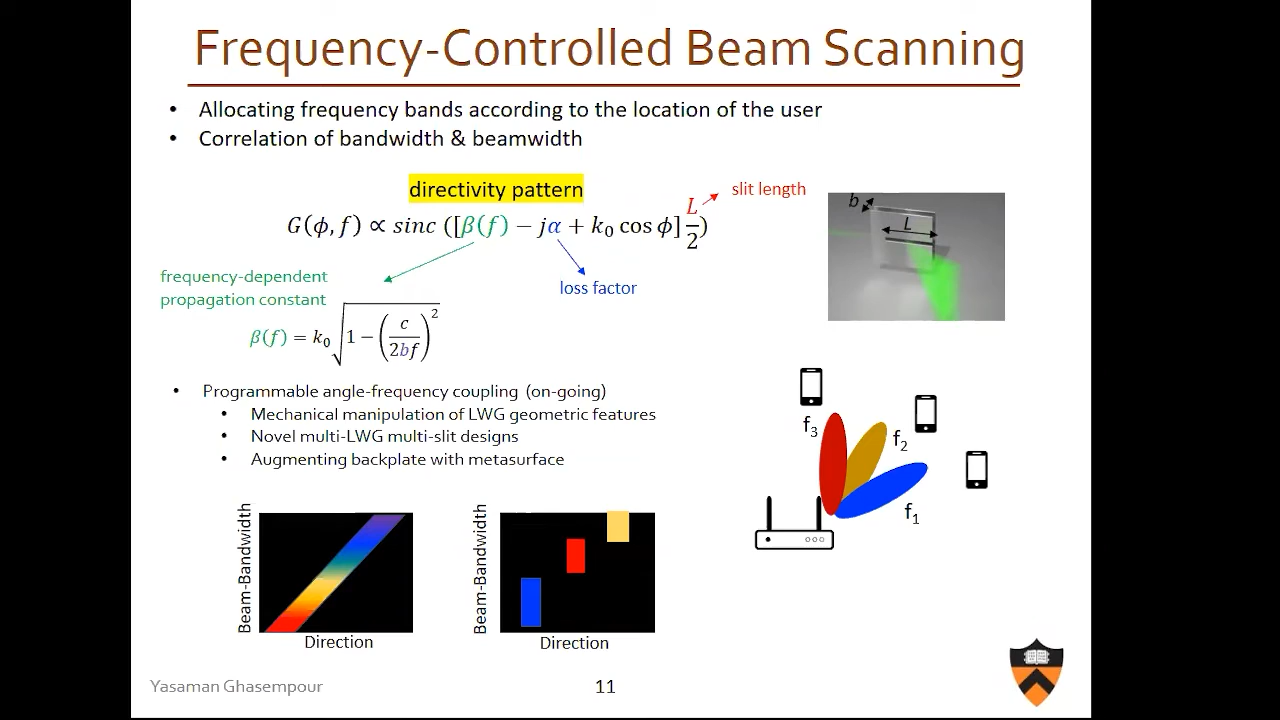 Frequency-Controlled Beam Scanning
• Allocating frequency bands according to the location of the user
• Correlation of bandwidth & beamwidth
directivity pattern
slit length
G(ϕ, f) ∝ sinc ([β(f) − jα + k₀ cos ϕ] L/2)
b
L
frequency-dependent
propagation constant
loss factor
β(f) = k₀ √(1 − (c/2bf)²)
• Programmable angle-frequency coupling (on-going)
• Mechanical manipulation of LWG geometric features
• Novel multi-LWG multi-slit designs
• Augmenting backplate with metasurface
f₃
f₂
f₁
Beam-Bandwidth
Direction
Beam-Bandwidth
Direction
Yasaman Ghasempour
11